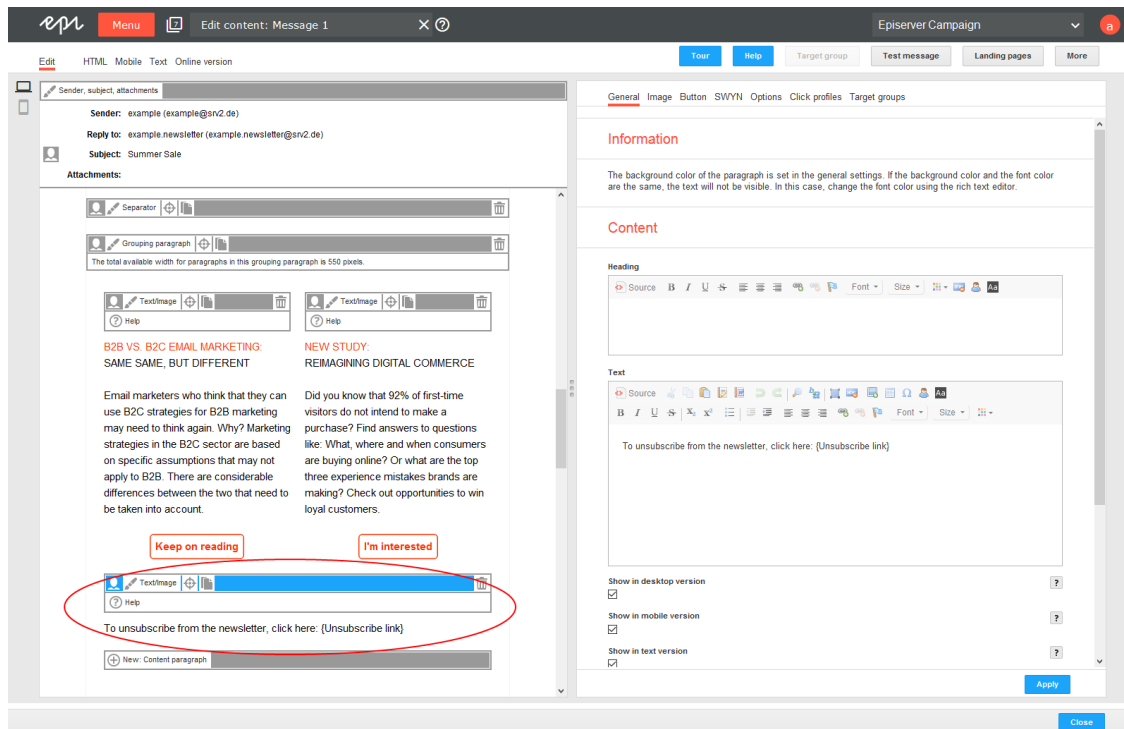 epi Menu 7 Edit content: Message 1 Episerver Campaign a
Edit HTML Mobile Text Online version Tour Help Target group Test message Landing pages More
Sender, subject, attachments
Sender: example (example@srv2.de)
Reply to: example.newsletter (example.newsletter@srv2.de)
Subject: Summer Sale
Attachments:
Separator
Grouping paragraph
The total available width for paragraphs in this grouping paragraph is 550 pixels.
Text/Image
Help
B2B VS. B2C EMAIL MARKETING:
SAME SAME, BUT DIFFERENT
Email marketers who think that they can
use B2C strategies for B2B marketing
may need to think again. Why? Marketing
strategies in the B2C sector are based
on specific assumptions that may not
apply to B2B. There are considerable
differences between the two that need to
be taken into account.
Keep on reading
Text/Image
Help
NEW STUDY:
REIMAGINING DIGITAL COMMERCE
Did you know that 92% of first-time
visitors do not intend to make a
purchase? Find answers to questions
like: What, where and when consumers
are buying online? Or what are the top
three experience mistakes brands are
making? Check out opportunities to win
loyal customers.
I'm interested
Text/Image
Help
To unsubscribe from the newsletter, click here: {Unsubscribe link}
New: Content paragraph
General Image Button SWYN Options Click profiles Target groups
Information
The background color of the paragraph is set in the general settings. If the background color and the font color
are the same, the text will not be visible. In this case, change the font color using the rich text editor.
Content
Heading
Source B I U S Font Size Aa
Text
Source Ω Aa
B I U S X₂ X² Font Size
To unsubscribe from the newsletter, click here: {Unsubscribe link}
Show in desktop version ?
Show in mobile version ?
Show in text version ?
Apply
Close